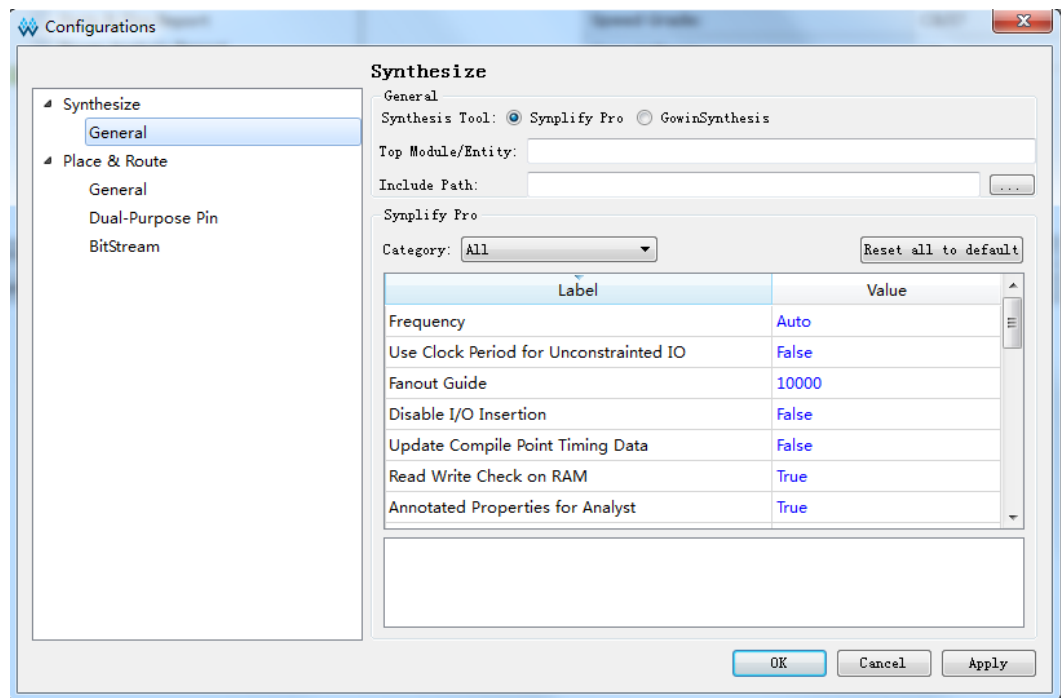 Configurations
Synthesize
Synthesize
General
Place & Route
General
Dual-Purpose Pin
BitStream
General
Synthesis Tool: Synplify Pro GowinSynthesis
Top Module/Entity:
Include Path: ...
Synplify Pro
Category: All Reset all to default
Label Value
Frequency Auto
Use Clock Period for Unconstrainted IO False
Fanout Guide 10000
Disable I/O Insertion False
Update Compile Point Timing Data False
Read Write Check on RAM True
Annotated Properties for Analyst True
OK Cancel Apply